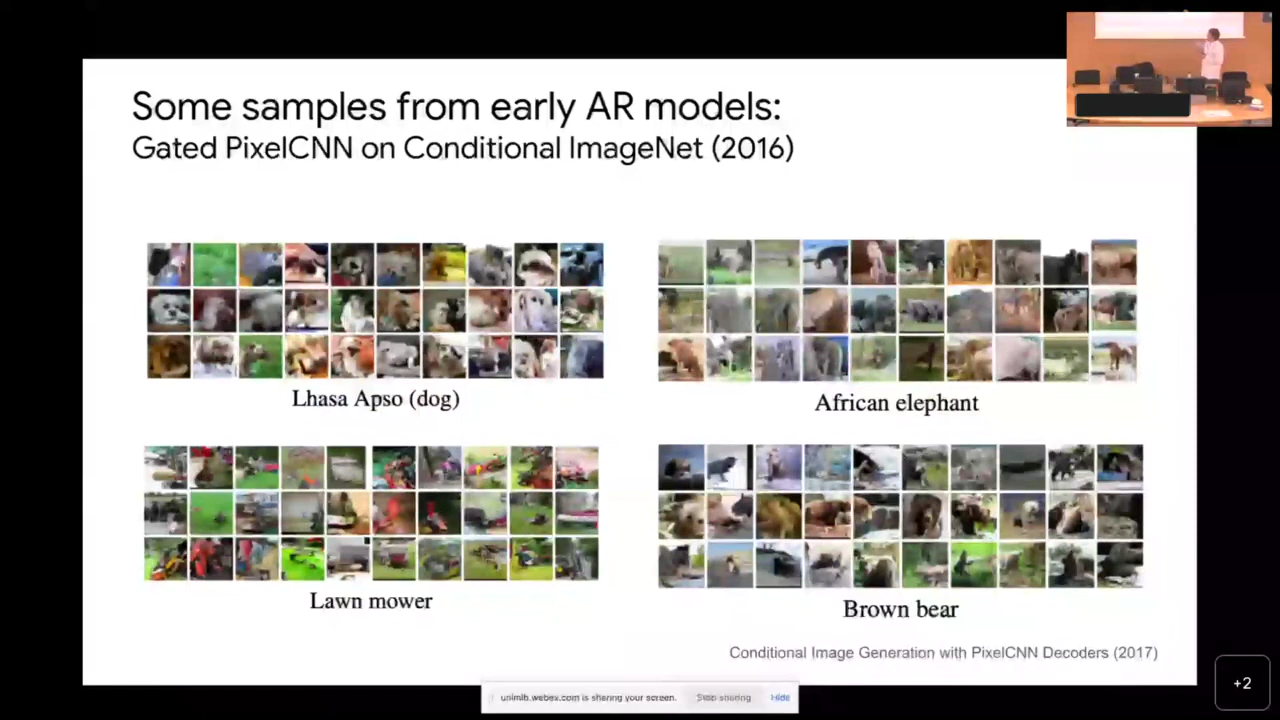 Some samples from early AR models:
Gated PixelCNN on Conditional ImageNet (2016)
Lhasa Apso (dog)
African elephant
Lawn mower
Brown bear
Conditional Image Generation with PixelCNN Decoders (2017)
unimib.webex.com is sharing your screen.
Stop sharing
Hide
+2